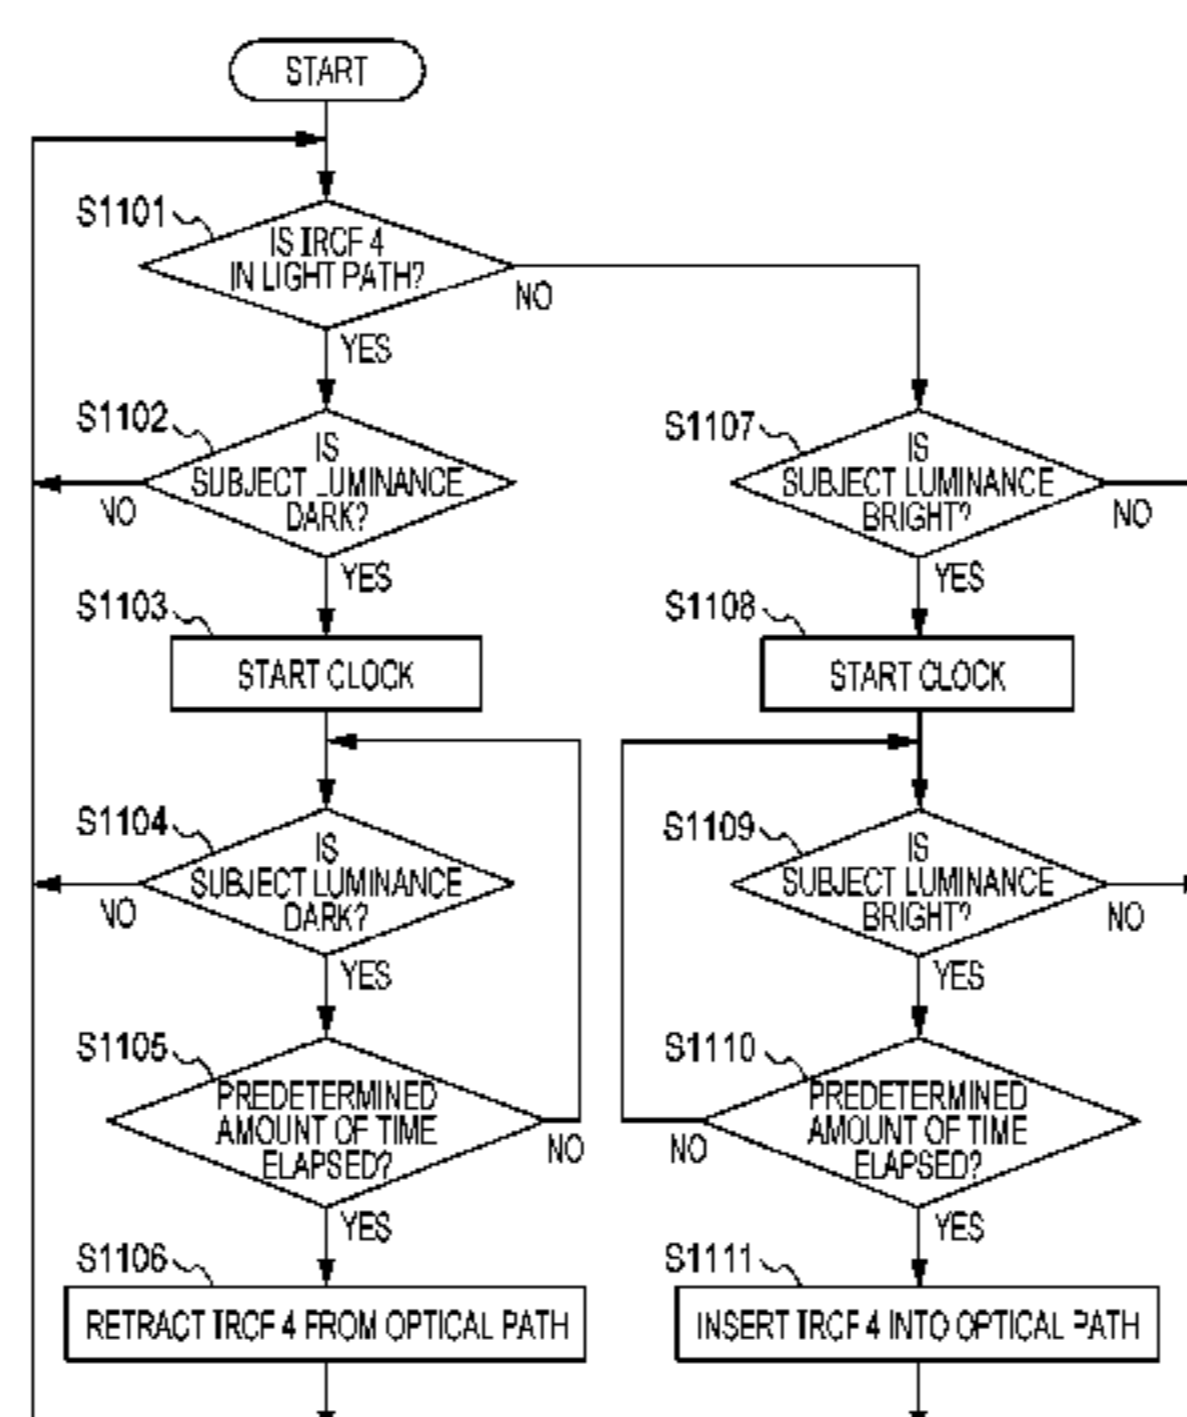 START
S1101
IS IRCF 4
IN LIGHT PATH?
NO
YES
S1102
IS
SUBJECT LUMINANCE
DARK?
NO
YES
S1103
START CLOCK
S1104
IS
SUBJECT LUMINANCE
DARK?
NO
YES
S1105
PREDETERMINED
AMOUNT OF TIME
ELAPSED?
NO
YES
S1106
RETRACT IRCF 4 FROM OPTICAL PATH
S1107
IS
SUBJECT LUMINANCE
BRIGHT?
NO
YES
S1108
START CLOCK
S1109
IS
SUBJECT LUMINANCE
BRIGHT?
NO
YES
S1110
PREDETERMINED
AMOUNT OF TIME
ELAPSED?
NO
YES
S1111
INSERT IRCF 4 INTO OPTICAL PATH